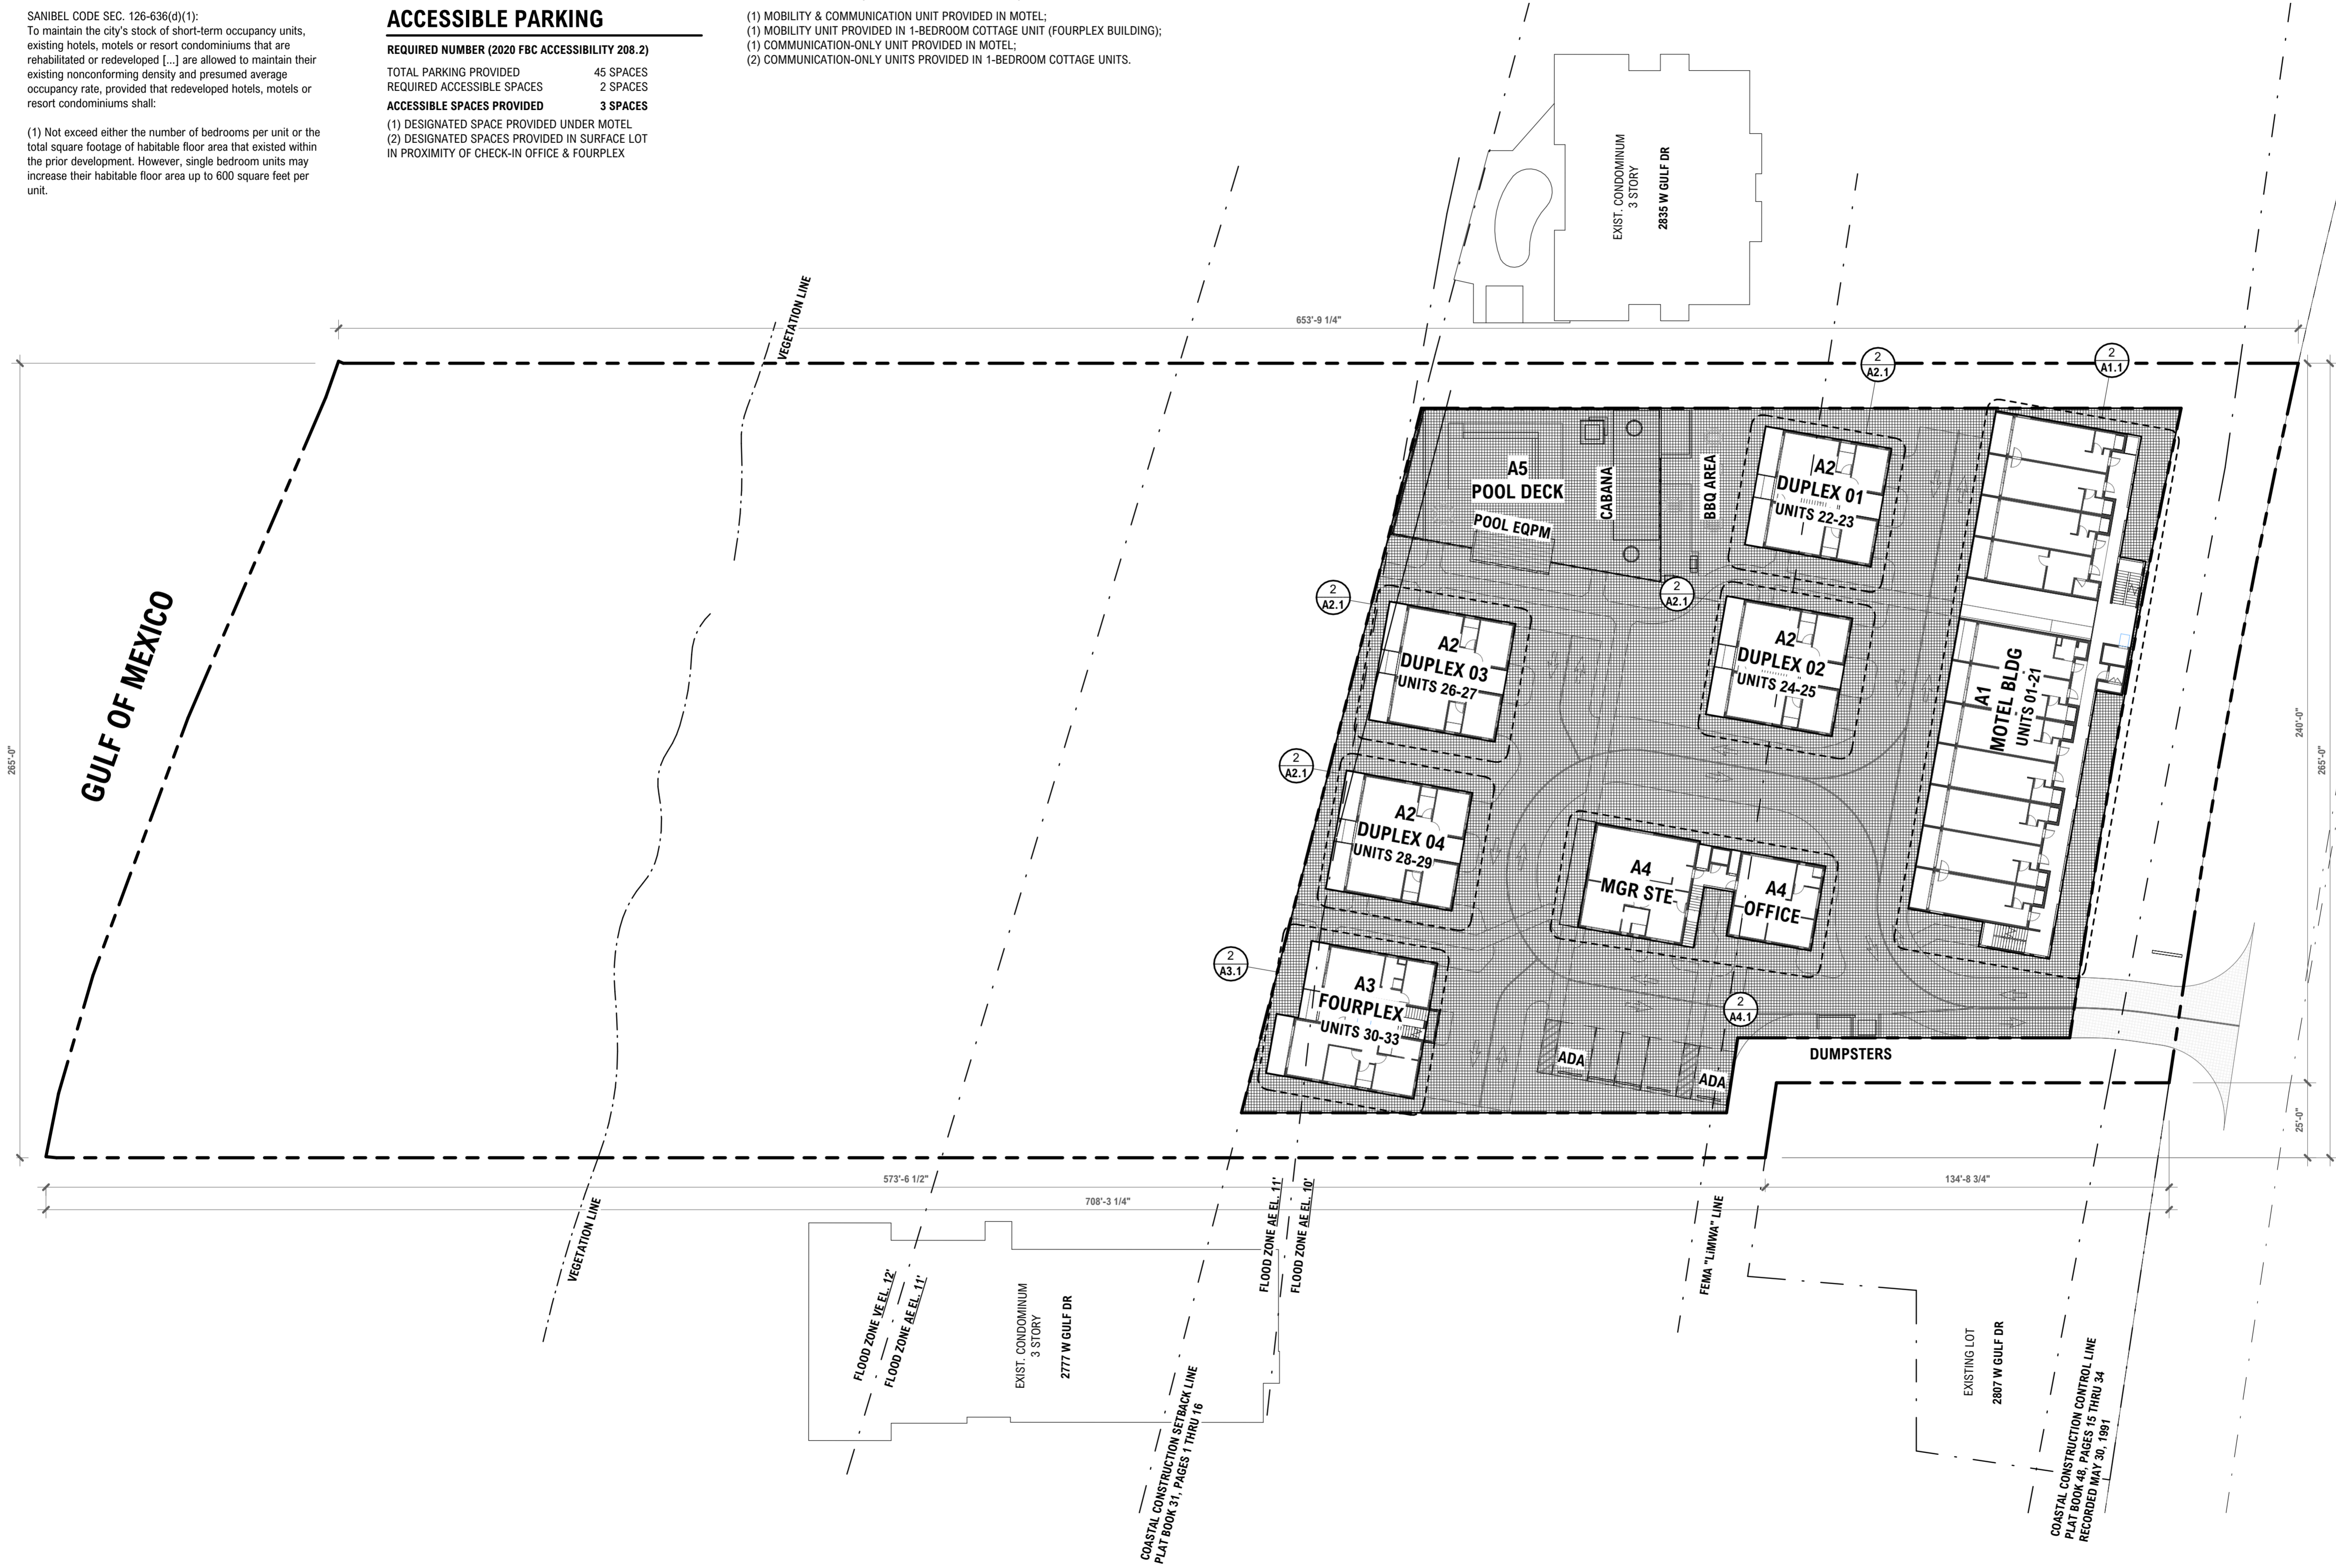 SANIBEL CODE SEC. 126-636(d)(1):
To maintain the city's stock of short-term occupancy units,
existing hotels, motels or resort condominiums that are
rehabilitated or redeveloped [...] are allowed to maintain their
existing nonconforming density and presumed average
occupancy rate, provided that redeveloped hotels, motels or
resort condominiums shall:
(1) Not exceed either the number of bedrooms per unit or the
total square footage of habitable floor area that existed within
the prior development. However, single bedroom units may
increase their habitable floor area up to 600 square feet per
unit.
ACCESSIBLE PARKING
REQUIRED NUMBER (2020 FBC ACCESSIBILITY 208.2)
TOTAL PARKING PROVIDED 45 SPACES
REQUIRED ACCESSIBLE SPACES 2 SPACES
ACCESSIBLE SPACES PROVIDED 3 SPACES
(1) DESIGNATED SPACE PROVIDED UNDER MOTEL
(2) DESIGNATED SPACES PROVIDED IN SURFACE LOT
IN PROXIMITY OF CHECK-IN OFFICE & FOURPLEX
(1) MOBILITY & COMMUNICATION UNIT PROVIDED IN MOTEL;
(1) MOBILITY UNIT PROVIDED IN 1-BEDROOM COTTAGE UNIT (FOURPLEX BUILDING);
(1) COMMUNICATION-ONLY UNIT PROVIDED IN MOTEL;
(2) COMMUNICATION-ONLY UNITS PROVIDED IN 1-BEDROOM COTTAGE UNITS.
EXIST. CONDOMINUM
3 STORY
2835 W GULF DR
VEGETATION LINE
653'-9 1/4"
2
A2.1
2
A1.1
A5
POOL DECK
POOL EQPM
CABANA
BBQ AREA
A2
DUPLEX 01
UNITS 22-23
2
A2.1
2
A2.1
A2
DUPLEX 03
UNITS 26-27
A2
DUPLEX 02
UNITS 24-25
A1
MOTEL BLDG
UNITS 01-21
GULF OF MEXICO
265'-0"
240'-0"
265'-0"
2
A2.1
A2
DUPLEX 04
UNITS 28-29
A4
MGR STE
A4
OFFICE
2
A3.1
A3
FOURPLEX
UNITS 30-33
2
A4.1
ADA
ADA
DUMPSTERS
25'-0"
573'-6 1/2"
134'-8 3/4"
708'-3 1/4"
VEGETATION LINE
FLOOD ZONE VE EL. 12'
FLOOD ZONE AE EL. 11'
EXIST. CONDOMINUM
3 STORY
2777 W GULF DR
COASTAL CONSTRUCTION SETBACK LINE
PLAT BOOK 31, PAGES 1 THRU 16
FLOOD ZONE AE EL. 11'
FLOOD ZONE AE EL. 10'
FEMA "LiMWA" LINE
EXISTING LOT
2807 W GULF DR
COASTAL CONSTRUCTION CONTROL LINE
PLAT BOOK 48, PAGES 15 THRU 34
RECORDED MAY 30, 1991